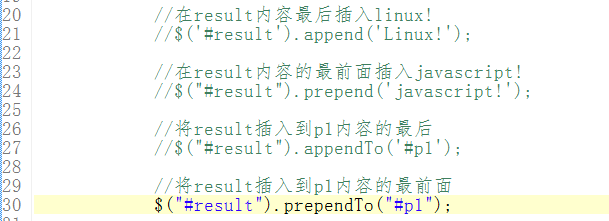 20 //在result内容最后插入linux!
21 //$('#result').append('Linux!');
22
23 //在result内容的最前面插入javascript!
24 //$("#result").prepend('javascript!');
25
26 //将result插入到p1内容的最后
27 //$("#result").appendTo('#p1');
28
29 //将result插入到p1内容的最前面
30 $("#result").prependTo("#p1");